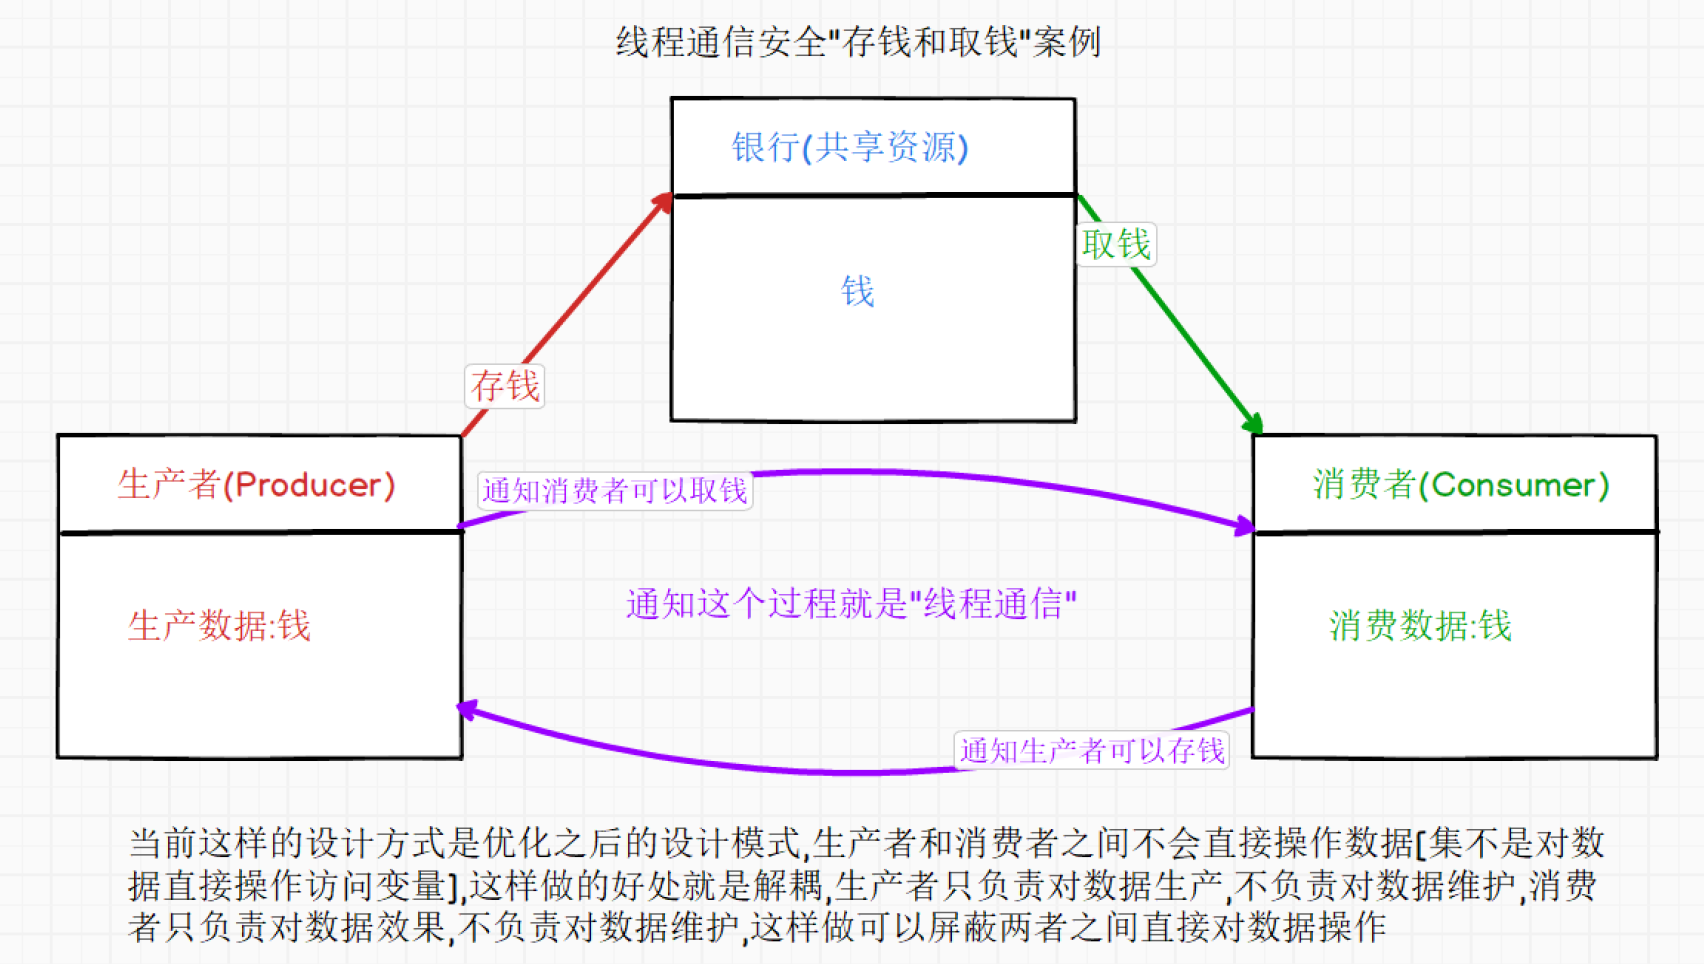 线程通信安全"存钱和取钱"案例
银行(共享资源)
钱
取钱
存钱
生产者(Producer)
通知消费者可以取钱
消费者(Consumer)
生产数据:钱
通知这个过程就是"线程通信"
消费数据:钱
通知生产者可以存钱
当前这样的设计方式是优化之后的设计模式,生产者和消费者之间不会直接操作数据[集不是对数
据直接操作访问变量],这样做的好处就是解耦,生产者只负责对数据生产,不负责对数据维护,消费
者只负责对数据效果,不负责对数据维护,这样做可以屏蔽两者之间直接对数据操作